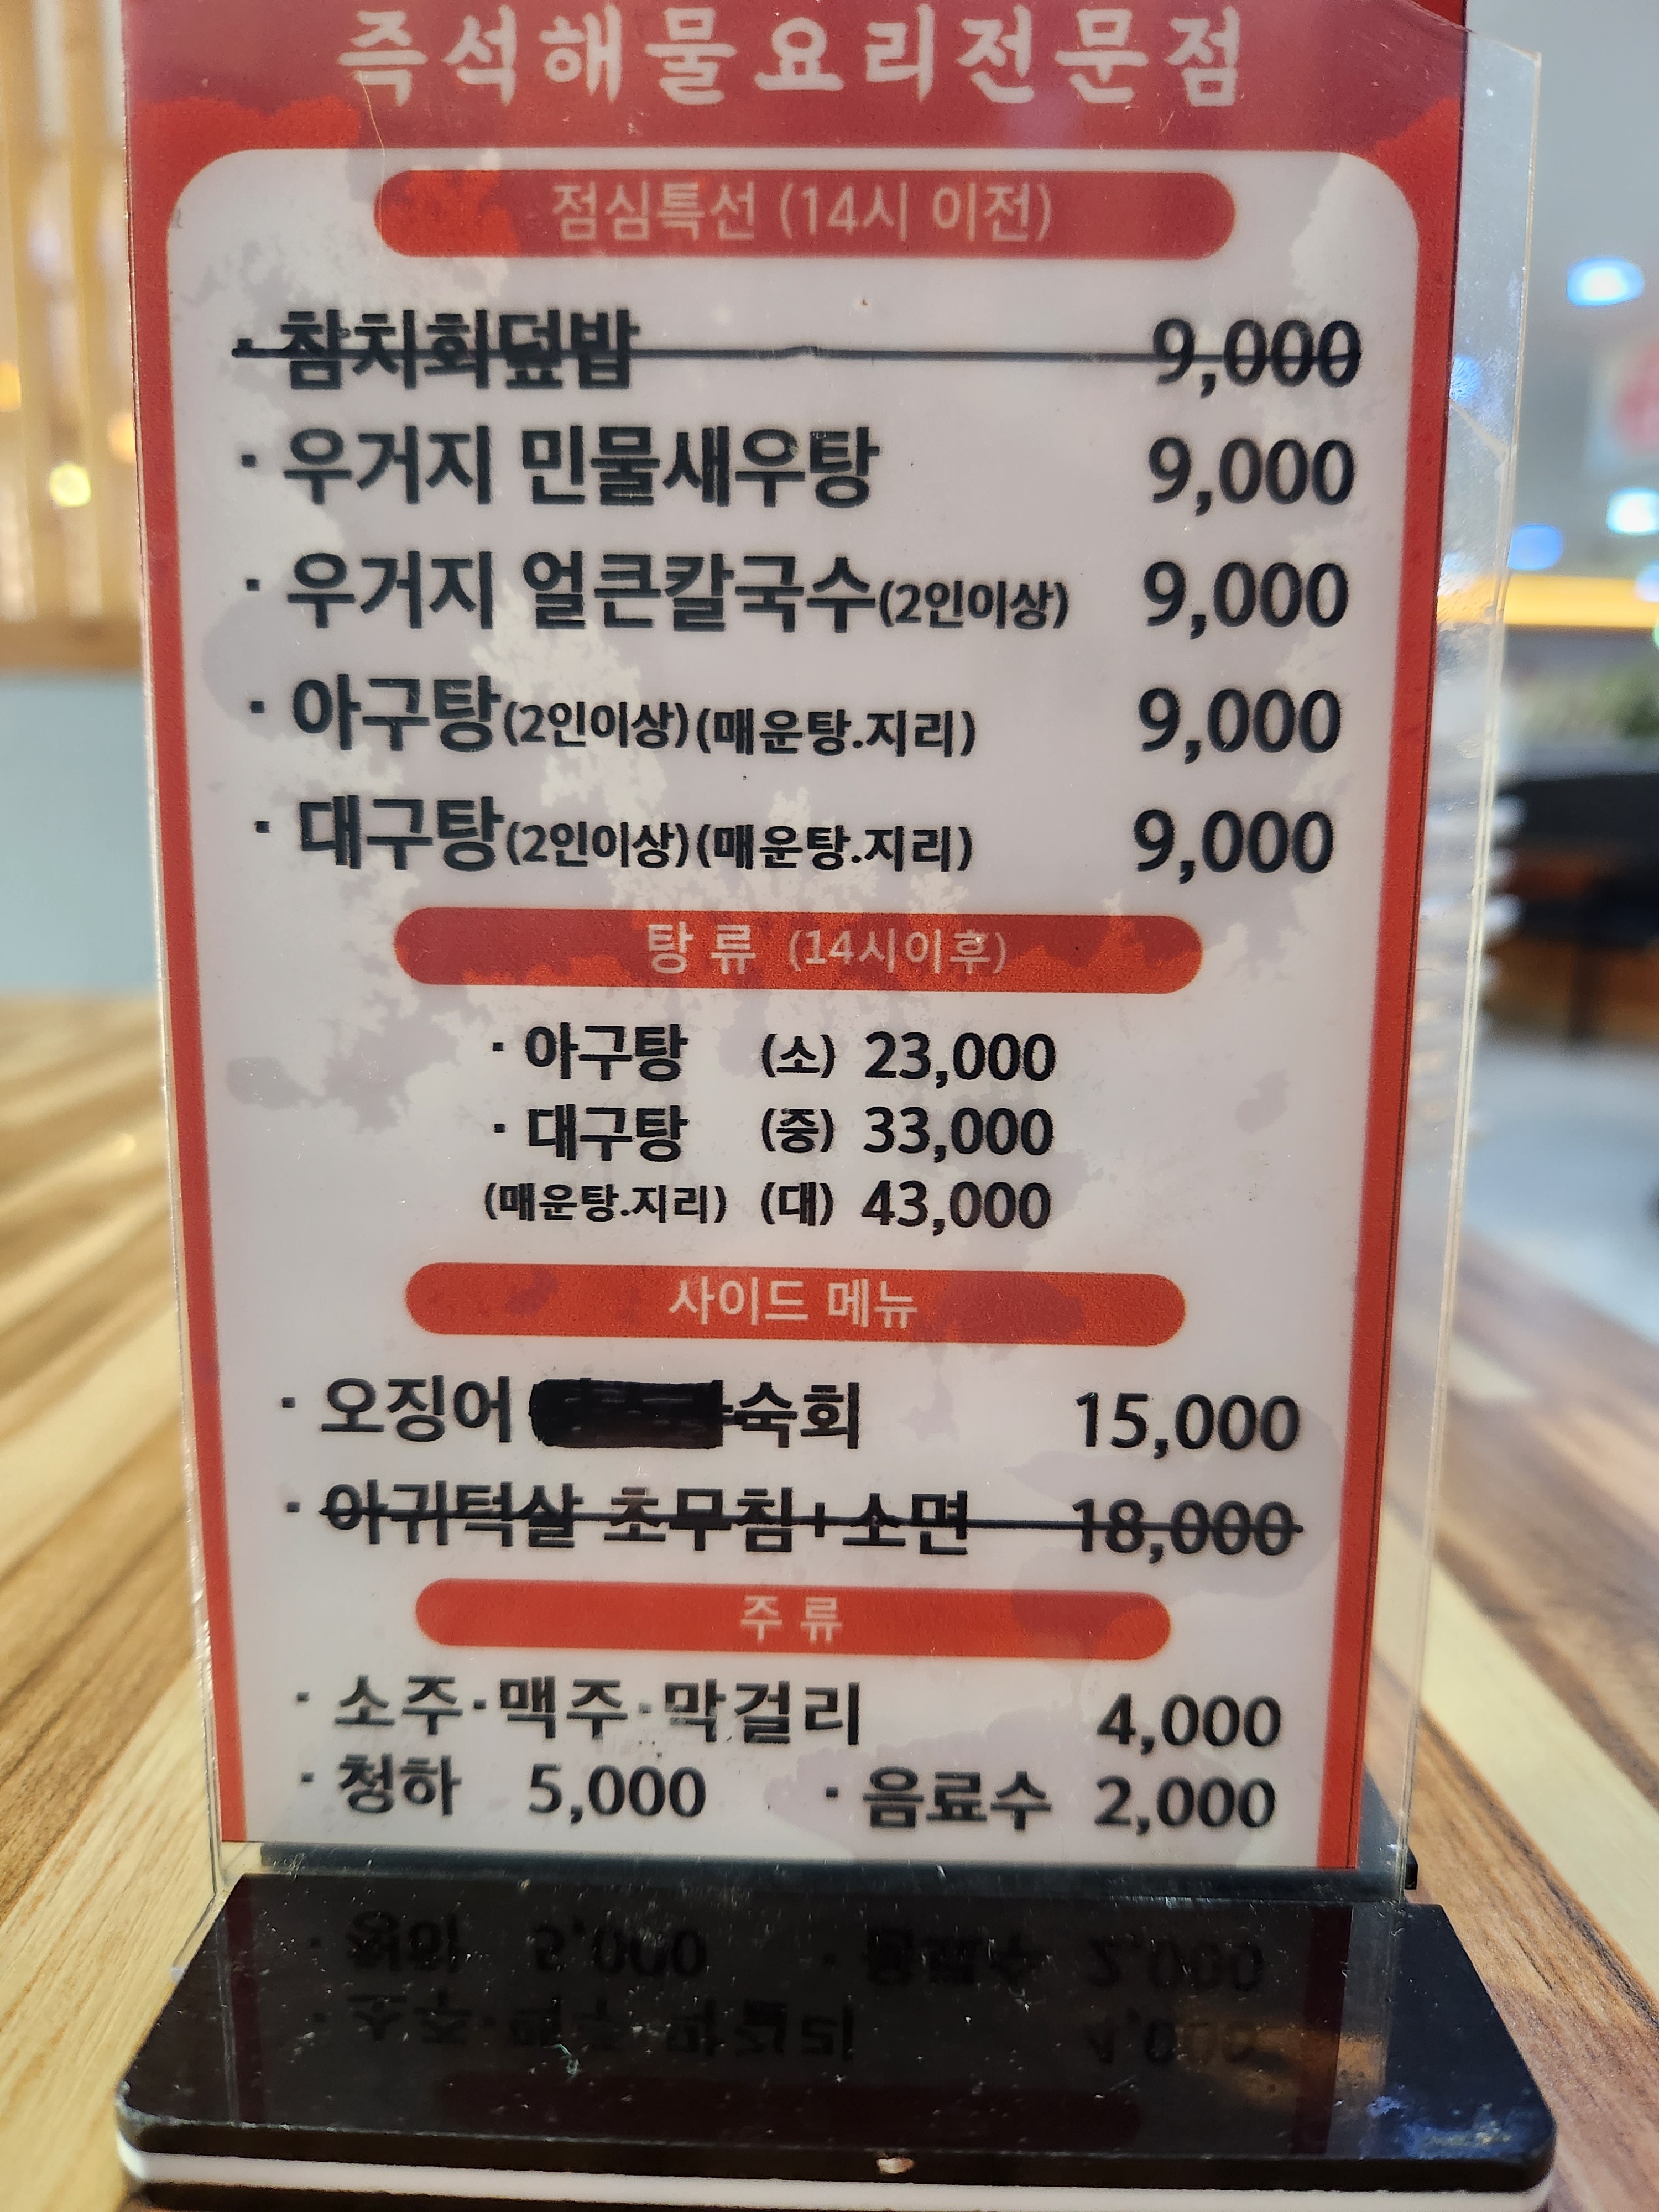 즉석해물요리전문점
점심특선 (14시 이전)
· 참치회덮밥 9,000
· 우거지 민물새우탕 9,000
· 우거지 얼큰칼국수(2인이상) 9,000
· 아구탕(2인이상)(매운탕.지리) 9,000
· 대구탕(2인이상)(매운탕.지리) 9,000
탕 류 (14시이후)
· 아구탕 (소) 23,000
· 대구탕 (중) 33,000
(매운탕.지리) (대) 43,000
사이드 메뉴
· 오징어 숙회 15,000
· 아귀턱살 초무침+소면 18,000
주 류
· 소주·맥주·막걸리 4,000
· 청하 5,000 · 음료수 2,000